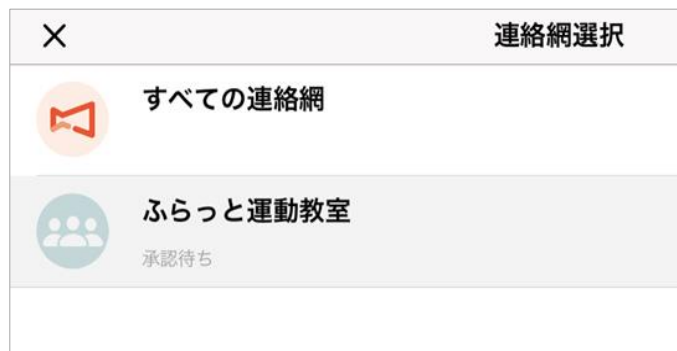 連絡網選択
すべての連絡網
ふらっと運動教室
承認待ち